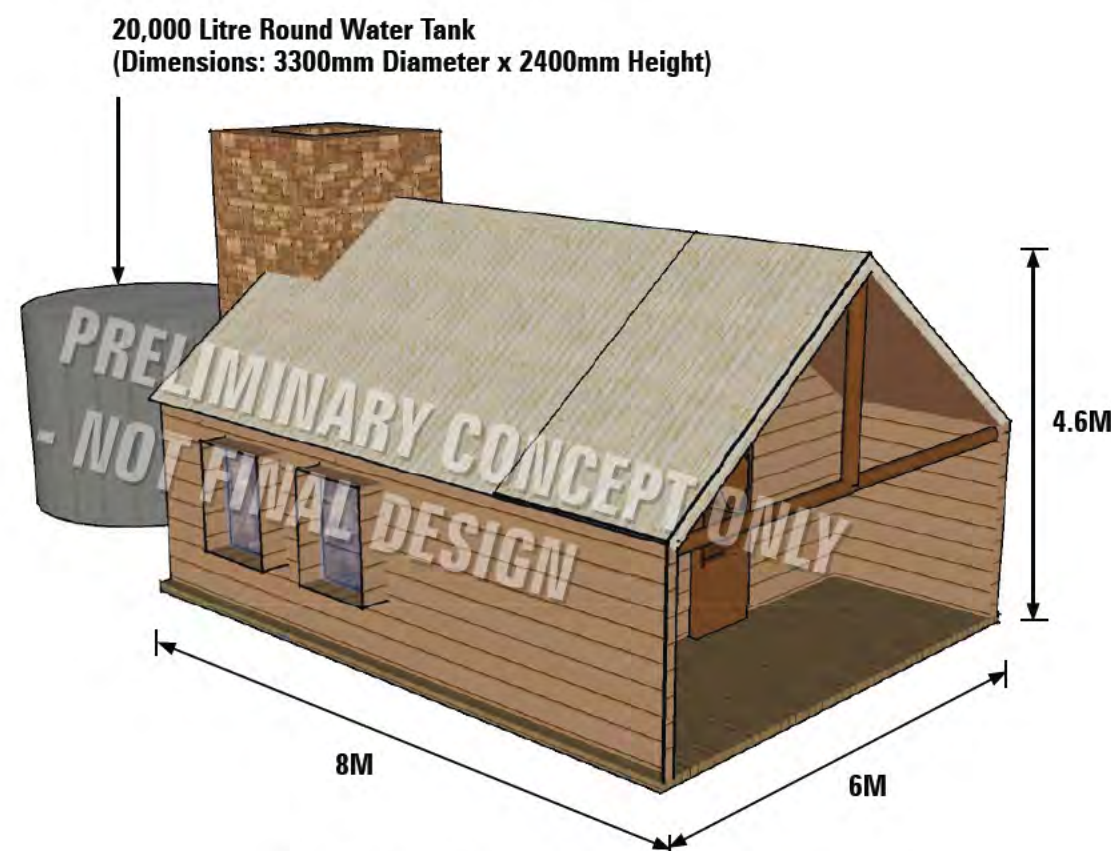 20,000 Litre Round Water Tank
(Dimensions: 3300mm Diameter x 2400mm Height)
PRELIMINARY CONCEPT ONLY
- NOT FINAL DESIGN
4.6M
8M
6M